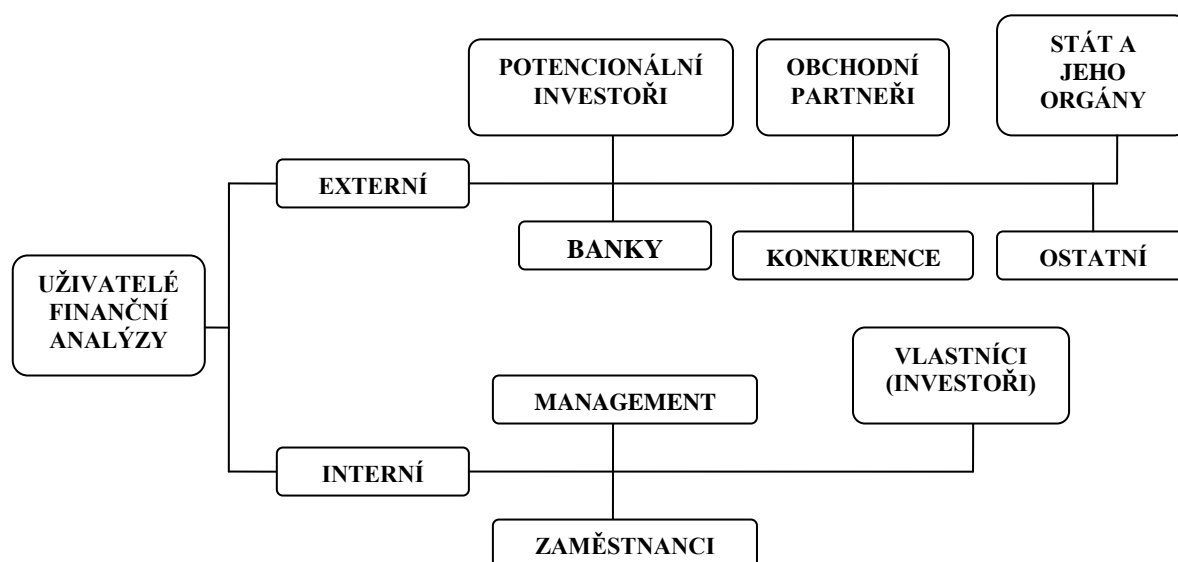 POTENCIONÁLNÍ
INVESTOŘI
OBCHODNÍ
PARTNEŘI
STÁT A
JEHO
ORGÁNY
EXTERNÍ
BANKY
KONKURENCE
OSTATNÍ
UŽIVATELÉ
FINANČNÍ
ANALÝZY
VLASTNÍCI
(INVESTOŘI)
MANAGEMENT
INTERNÍ
ZAMĚSTNANCI